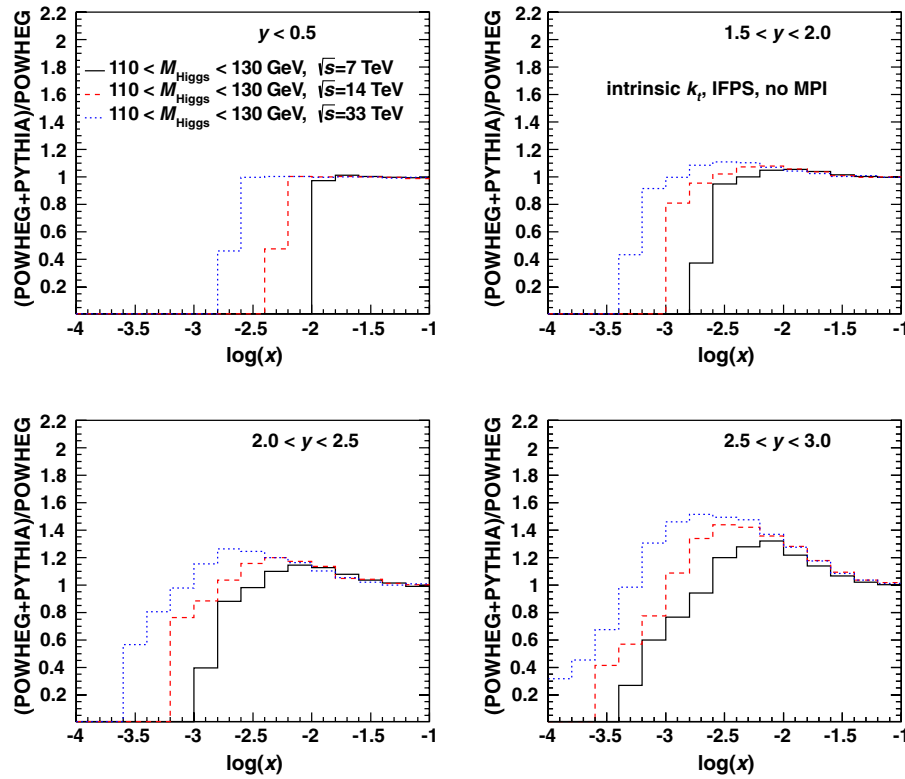 (POWHEG+PYTHIA)/POWHEG
2.2
2
1.8
1.6
1.4
1.2
1
0.8
0.6
0.4
0.2
y < 0.5
110 < M_Higgs < 130 GeV, √s=7 TeV
110 < M_Higgs < 130 GeV, √s=14 TeV
110 < M_Higgs < 130 GeV, √s=33 TeV
-4 -3.5 -3 -2.5 -2 -1.5 -1
log(x)
(POWHEG+PYTHIA)/POWHEG
2.2
2
1.8
1.6
1.4
1.2
1
0.8
0.6
0.4
0.2
1.5 < y < 2.0
intrinsic k_t, IFPS, no MPI
-4 -3.5 -3 -2.5 -2 -1.5 -1
log(x)
(POWHEG+PYTHIA)/POWHEG
2.2
2
1.8
1.6
1.4
1.2
1
0.8
0.6
0.4
0.2
2.0 < y < 2.5
-4 -3.5 -3 -2.5 -2 -1.5 -1
log(x)
(POWHEG+PYTHIA)/POWHEG
2.2
2
1.8
1.6
1.4
1.2
1
0.8
0.6
0.4
0.2
2.5 < y < 3.0
-4 -3.5 -3 -2.5 -2 -1.5 -1
log(x)